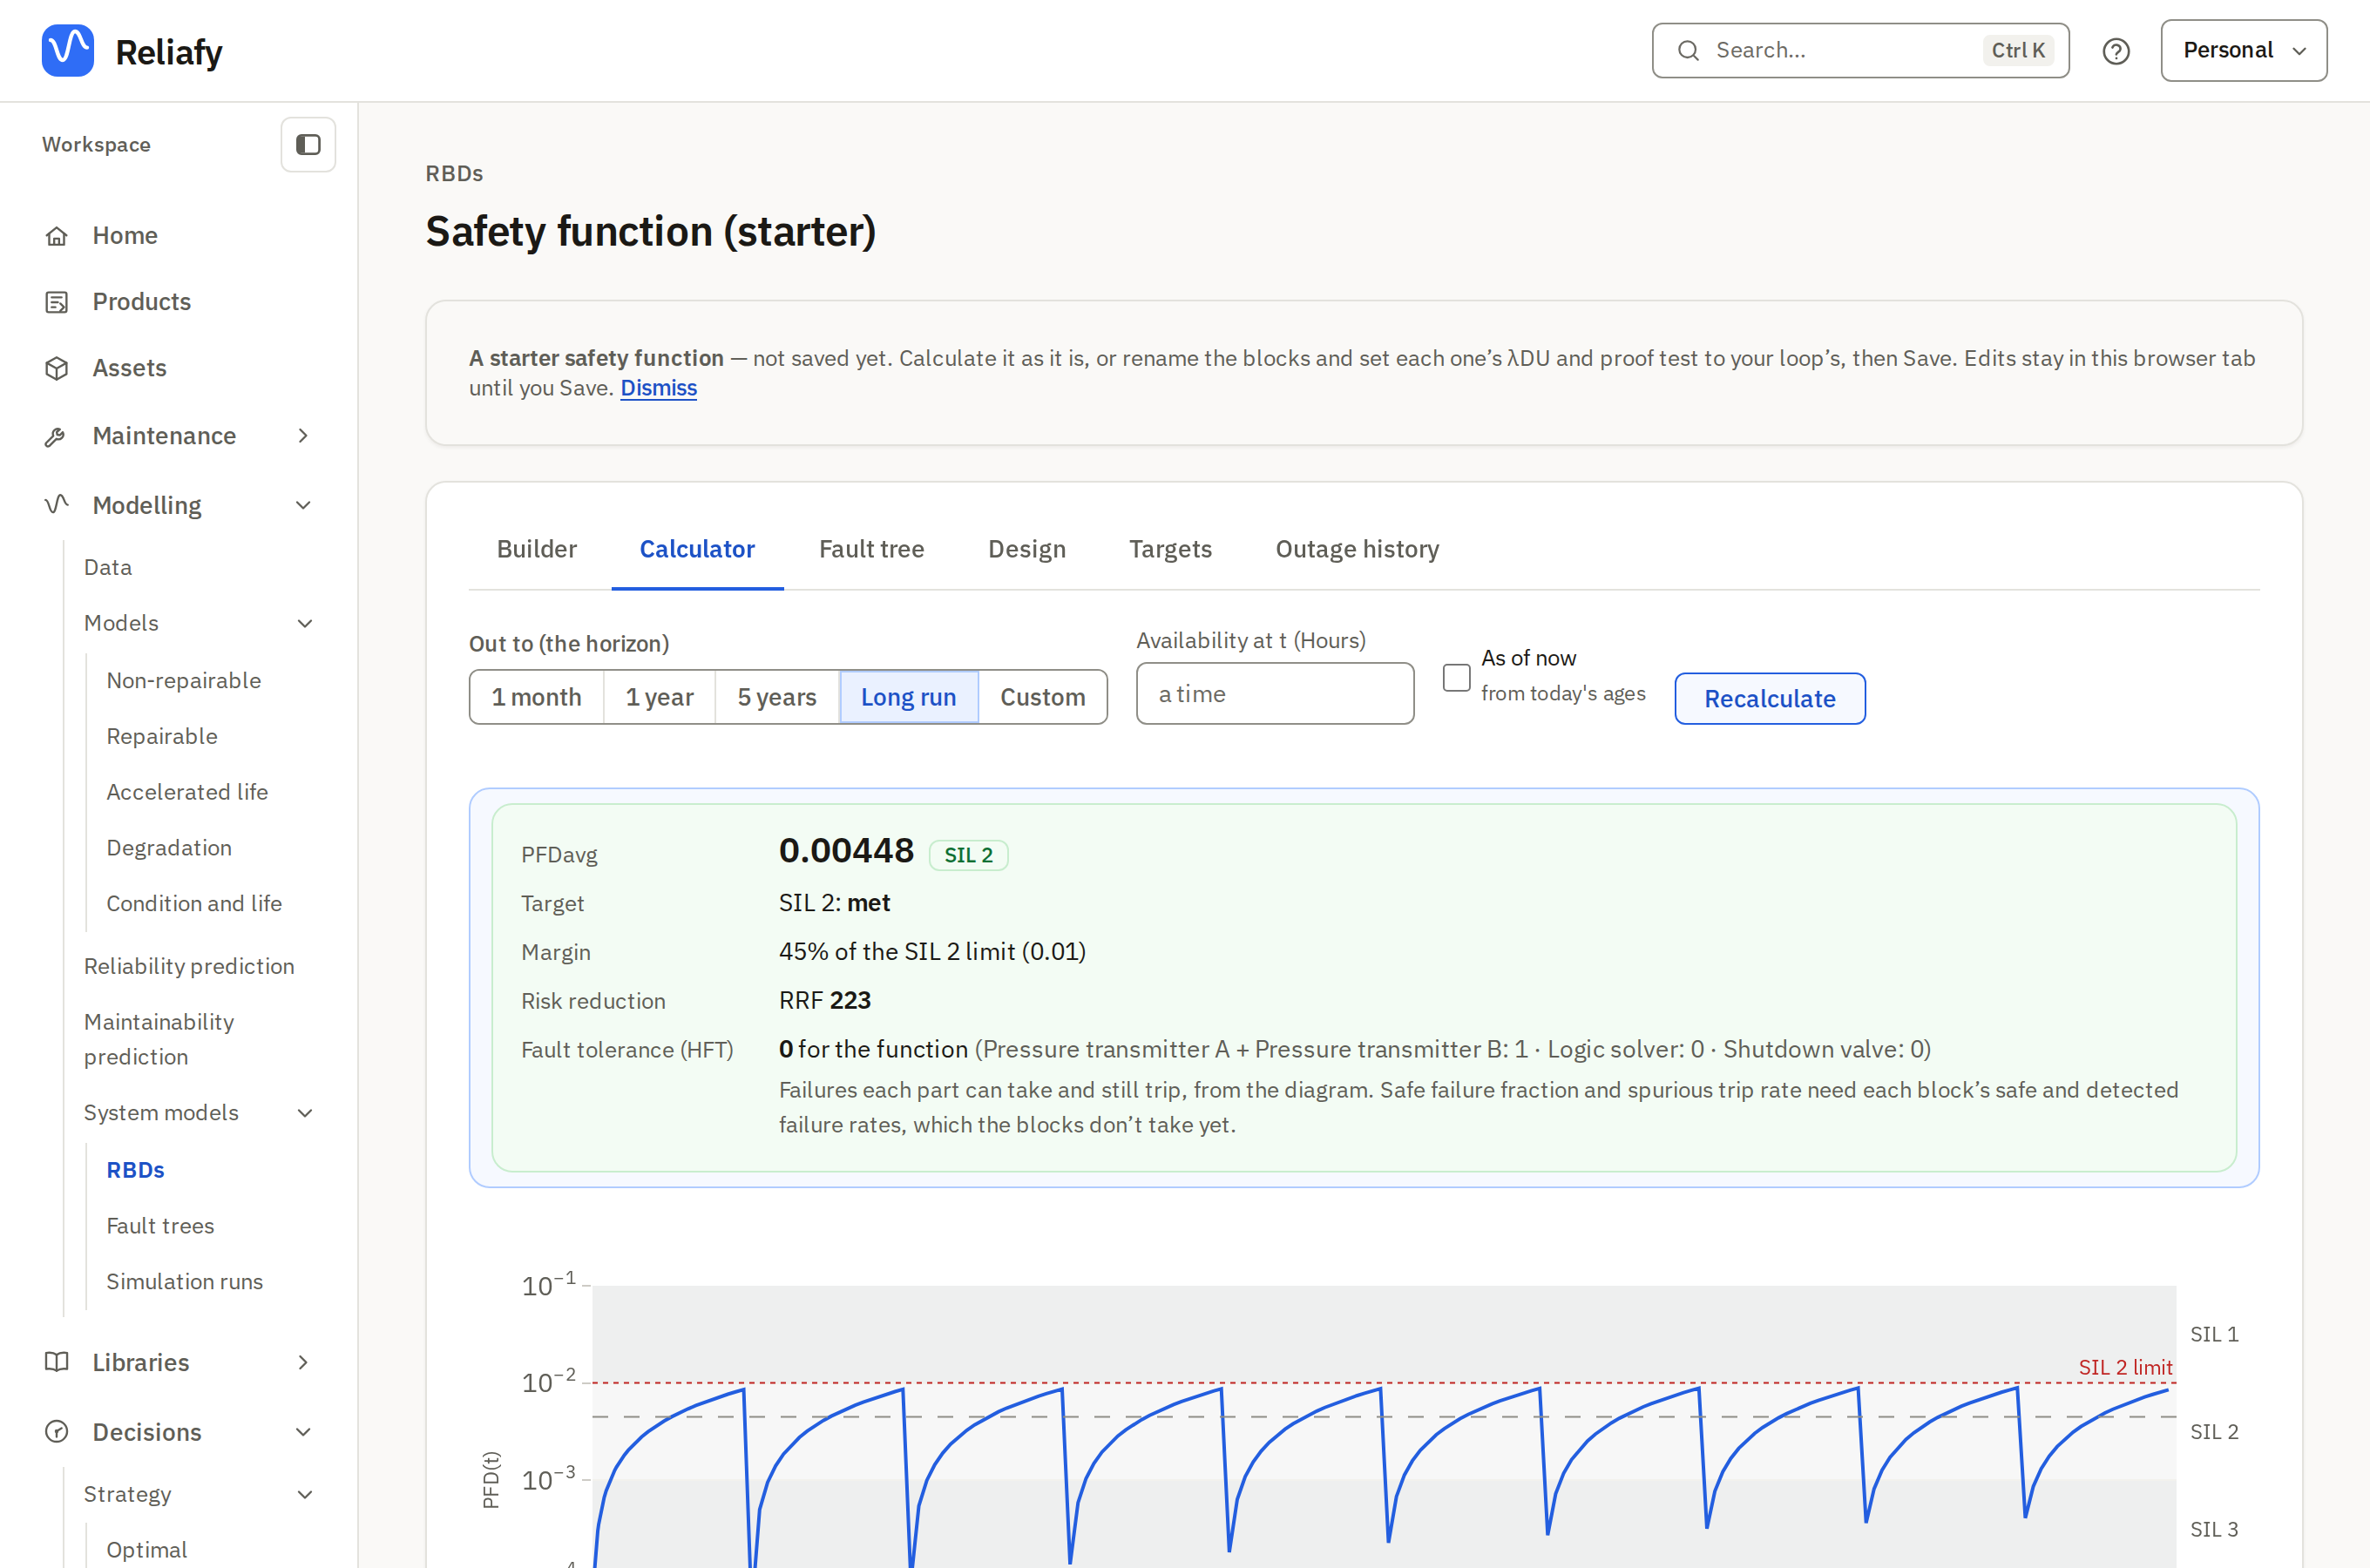 Reliafy
Search...
Ctrl K
Personal
Workspace
Home
Products
Assets
Maintenance
Modelling
Data
Models
Non-repairable
Repairable
Accelerated life
Degradation
Condition and life
Reliability prediction
Maintainability
prediction
System models
RBDs
Fault trees
Simulation runs
Libraries
Decisions
Strategy
Optimal
RBDs
Safety function (starter)
A starter safety function — not saved yet. Calculate it as it is, or rename the blocks and set each one’s λDU and proof test to your loop’s, then Save. Edits stay in this browser tab
until you Save. Dismiss
Builder
Calculator
Fault tree
Design
Targets
Outage history
Out to (the horizon)
1 month
1 year
5 years
Long run
Custom
Availability at t (Hours)
a time
As of now
from today's ages
Recalculate
PFDavg
0.00448 SIL 2
Target
SIL 2: met
Margin
45% of the SIL 2 limit (0.01)
Risk reduction
RRF 223
Fault tolerance (HFT)
0 for the function (Pressure transmitter A + Pressure transmitter B: 1 · Logic solver: 0 · Shutdown valve: 0)
Failures each part can take and still trip, from the diagram. Safe failure fraction and spurious trip rate need each block’s safe and detected
failure rates, which the blocks don’t take yet.
10⁻¹
10⁻²
10⁻³
PFD(t)
SIL 2 limit
SIL 1
SIL 2
SIL 3